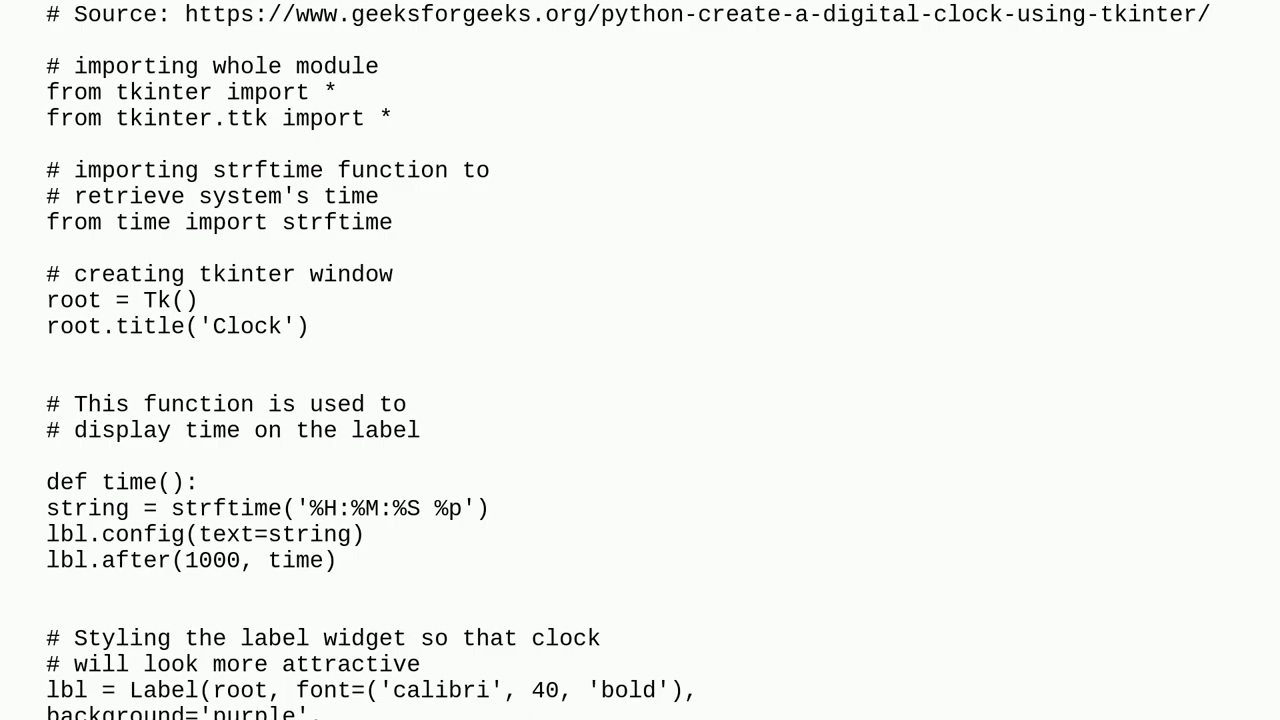 # Source: https://www.geeksforgeeks.org/python-create-a-digital-clock-using-tkinter/
# importing whole module
from tkinter import *
from tkinter.ttk import *
# importing strftime function to
# retrieve system's time
from time import strftime
# creating tkinter window
root = Tk()
root.title('Clock')
# This function is used to
# display time on the label
def time():
string = strftime('%H:%M:%S %p')
lbl.config(text=string)
lbl.after(1000, time)
# Styling the label widget so that clock
# will look more attractive
lbl = Label(root, font=('calibri', 40, 'bold'),
background='purple',